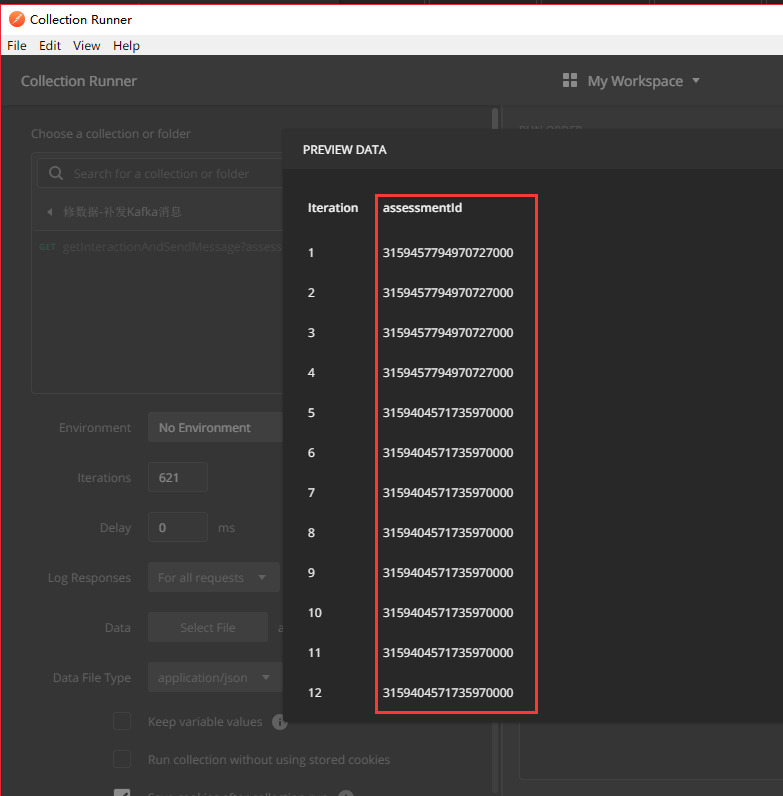 Collection Runner
File Edit View Help
Collection Runner
My Workspace
Choose a collection or folder
Search for a collection or folder
修数据-补发Kafka消息
GET getInteractionAndSendMessage?assess
PREVIEW DATA
Iteration assessmentId
1 3159457794970727000
2 3159457794970727000
3 3159457794970727000
4 3159457794970727000
5 3159404571735970000
6 3159404571735970000
7 3159404571735970000
8 3159404571735970000
9 3159404571735970000
10 3159404571735970000
11 3159404571735970000
12 3159404571735970000
Environment No Environment
Iterations 621
Delay 0 ms
Log Responses For all requests
Data Select File a
Data File Type application/json
Keep variable values
Run collection without using stored cookies